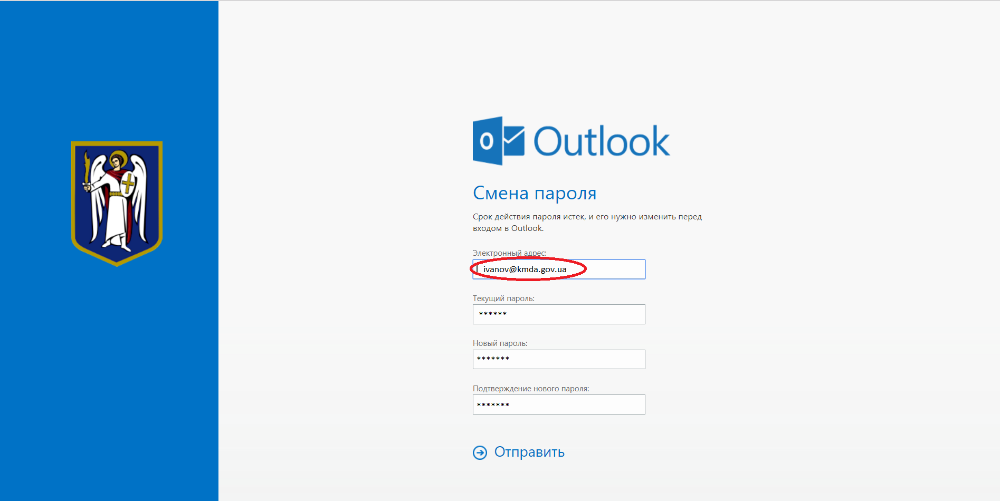 Outlook
Смена пароля
Срок действия пароля истек, и его нужно изменить перед
входом в Outlook.
Электронный адрес:
ivanov@kmda.gov.ua
Текущий пароль:
******
Новый пароль:
*******
Подтверждение нового пароля:
*******
Отправить